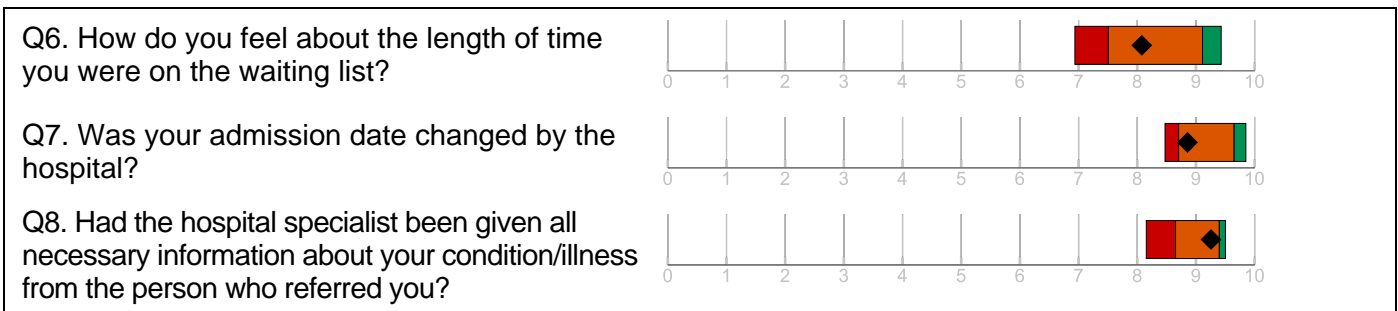 Q6. How do you feel about the length of time
you were on the waiting list?
0 1 2 3 4 5 6 7 8 9 10
Q7. Was your admission date changed by the
hospital?
0 1 2 3 4 5 6 7 8 9 10
Q8. Had the hospital specialist been given all
necessary information about your condition/illness
from the person who referred you?
0 1 2 3 4 5 6 7 8 9 10